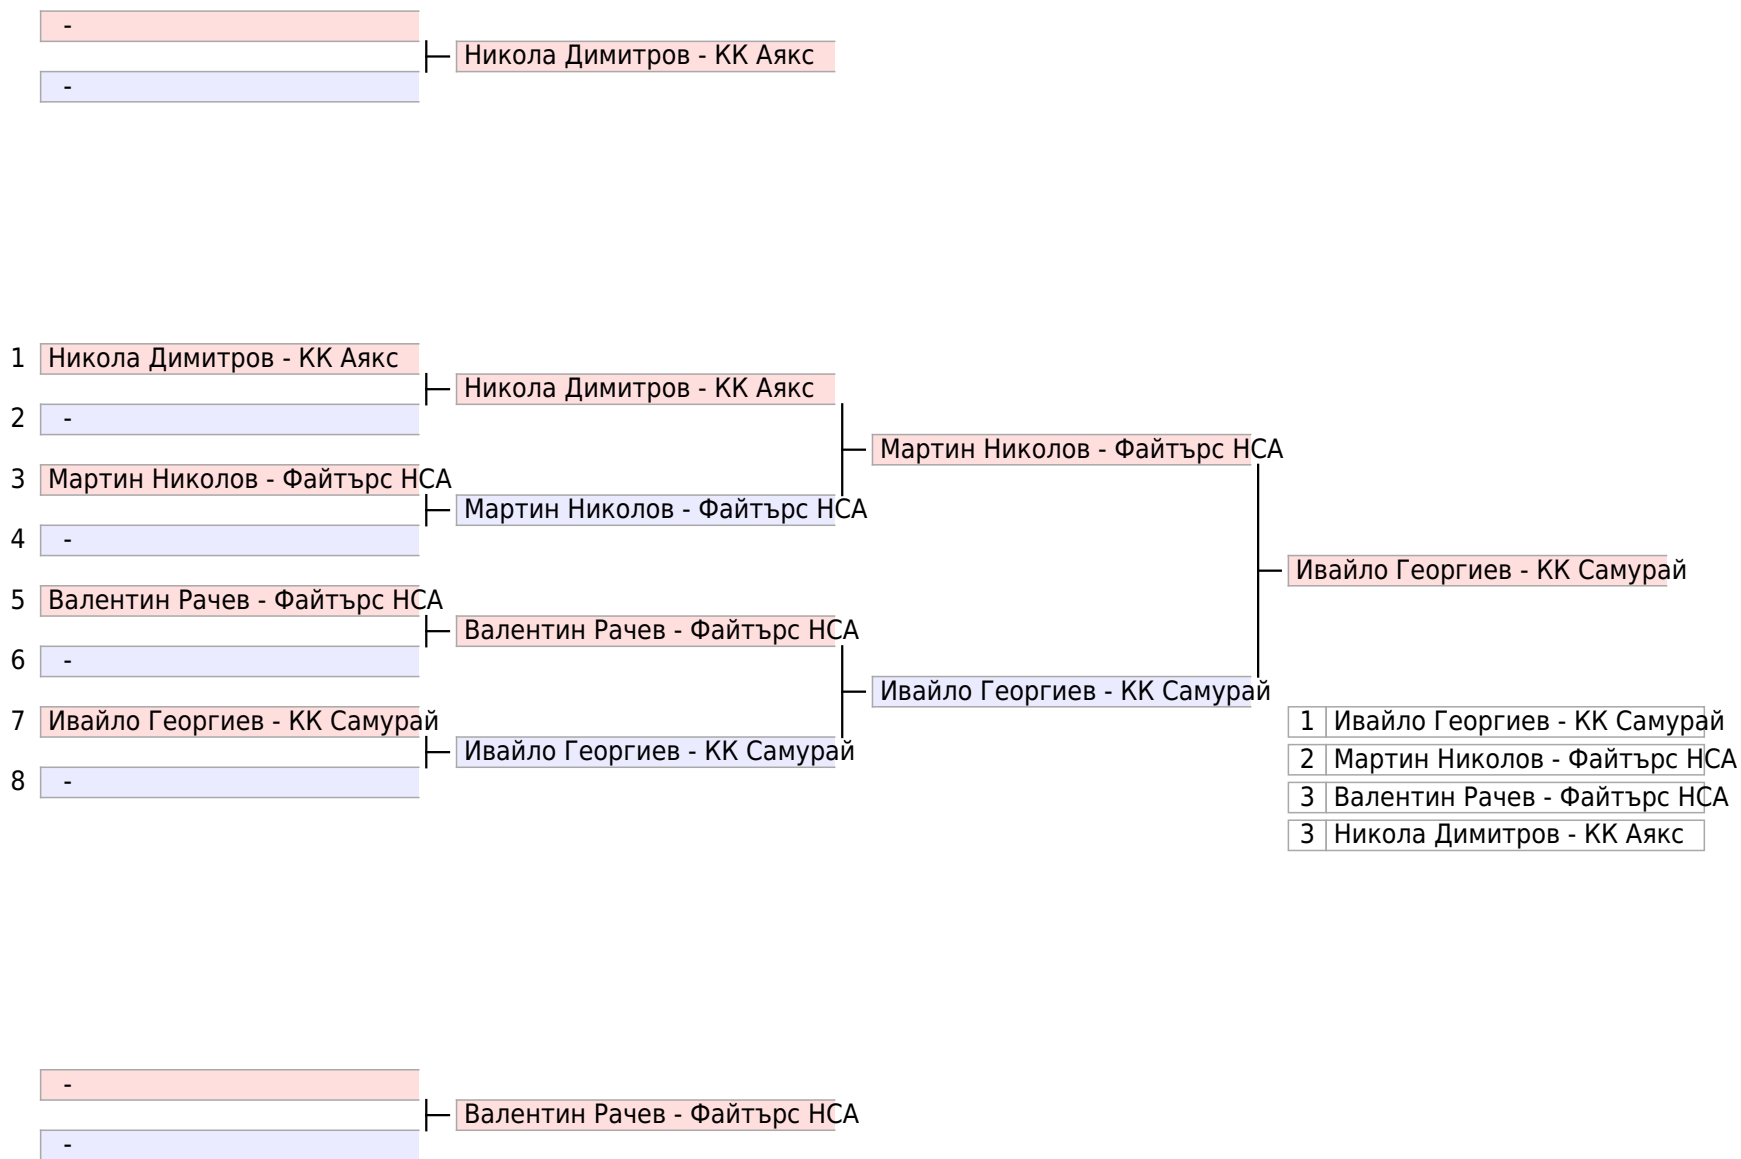 -
Никола Димитров - КК Аякс
-
1 Никола Димитров - КК Аякс
Никола Димитров - КК Аякс
2 -
Мартин Николов - Файтърс НСА
3 Мартин Николов - Файтърс НСА
Мартин Николов - Файтърс НСА
4 -
Ивайло Георгиев - КК Самурай
5 Валентин Рачев - Файтърс НСА
Валентин Рачев - Файтърс НСА
6 -
Ивайло Георгиев - КК Самурай
7 Ивайло Георгиев - КК Самурай
Ивайло Георгиев - КК Самурай
8 -
1 Ивайло Георгиев - КК Самурай
2 Мартин Николов - Файтърс НСА
3 Валентин Рачев - Файтърс НСА
3 Никола Димитров - КК Аякс
-
Валентин Рачев - Файтърс НСА
-